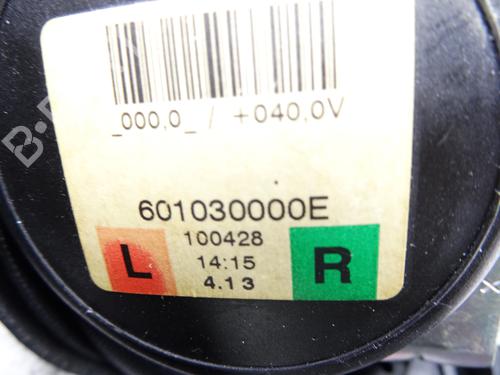 _000,0_ / +040,0V
601030000E
L
100428
R
14:15
4.13